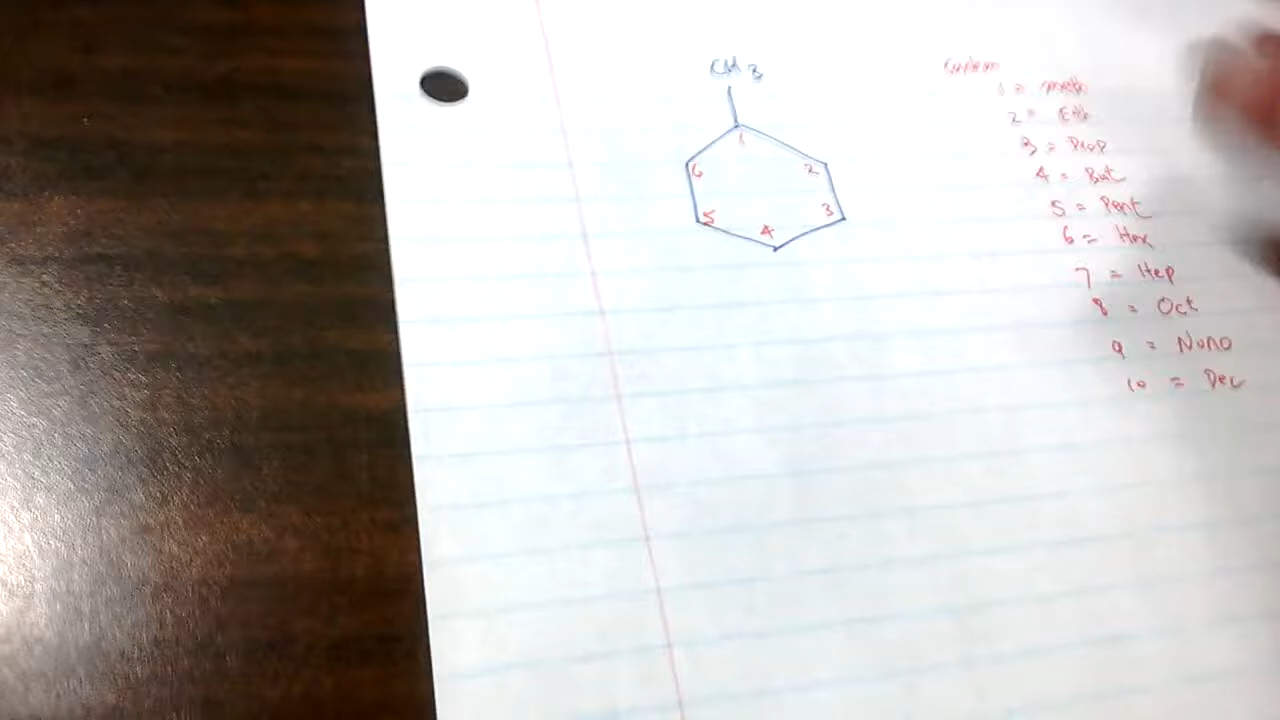 CH3
1
6 2
5 3
4
Carbon
1 = meth
2 = Eth
3 = Prop
4 = But
5 = Pent
6 = Hex
7 = Hep
8 = Oct
9 = Nono
10 = Dec